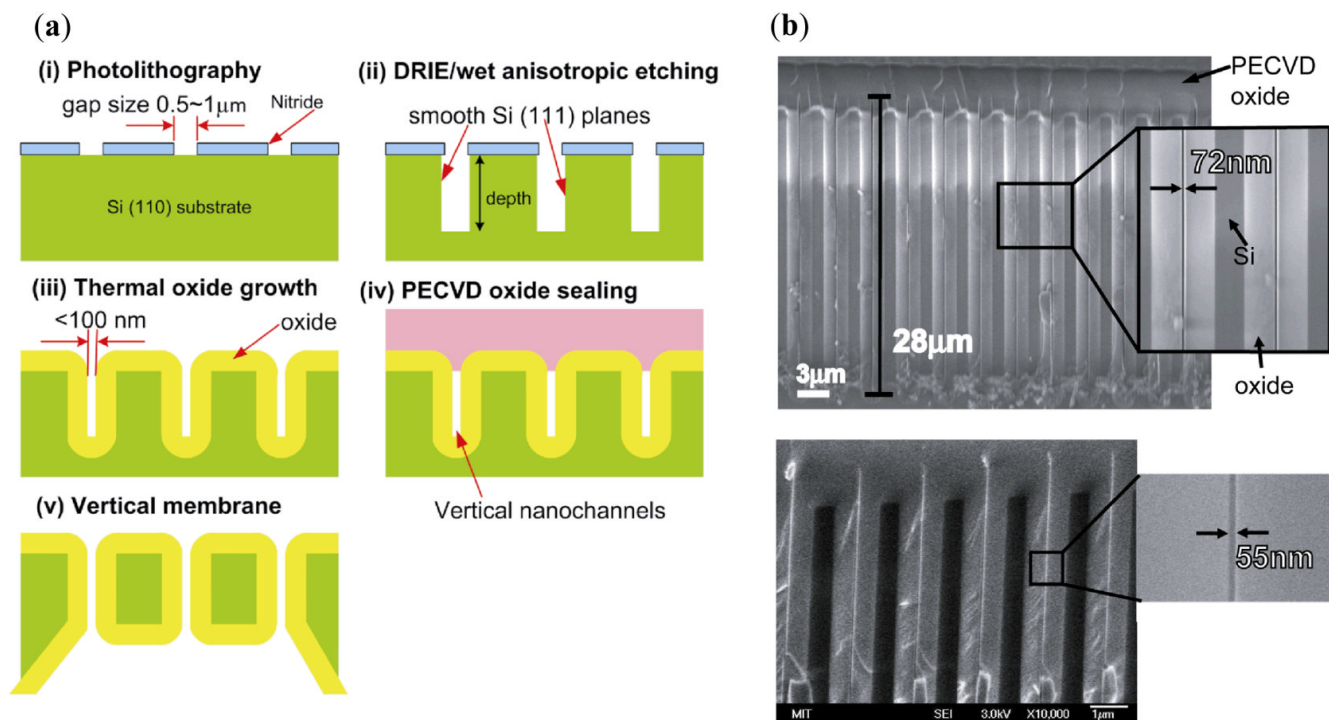 (a)
(i) Photolithography
gap size 0.5~1μm
Nitride
Si (110) substrate
(ii) DRIE/wet anisotropic etching
smooth Si (111) planes
depth
(iii) Thermal oxide growth
<100 nm
oxide
(iv) PECVD oxide sealing
Vertical nanochannels
(v) Vertical membrane
(b)
PECVD
oxide
72nm
Si
28μm
3μm
oxide
55nm
MIT SEI 3.0kV X10,000 1μm